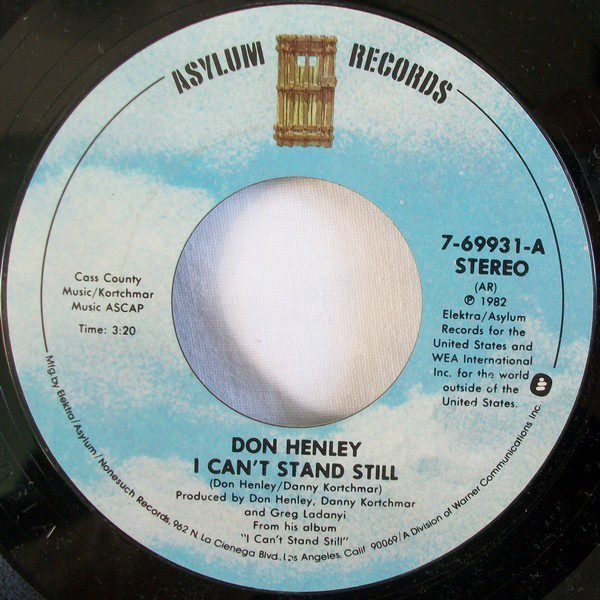 ASYLUM RECORDS
7-69931-A
STEREO
(AR)
℗ 1982
Elektra/Asylum
Records for the
United States and
WEA International
Inc. for the world
outside of the
United States.
Cass County
Music/Kortchmar
Music ASCAP
Time: 3:20
DON HENLEY
I CAN'T STAND STILL
(Don Henley/Danny Kortchmar)
Produced by Don Henley, Danny Kortchmar
and Greg Ladanyi
From his album
"I Can't Stand Still"
Mfg by Elektra/Asylum/Nonesuch Records, 962 N. La Cienega Blvd., Los Angeles, Calif. 90069/A Division of Warner Communications Inc.